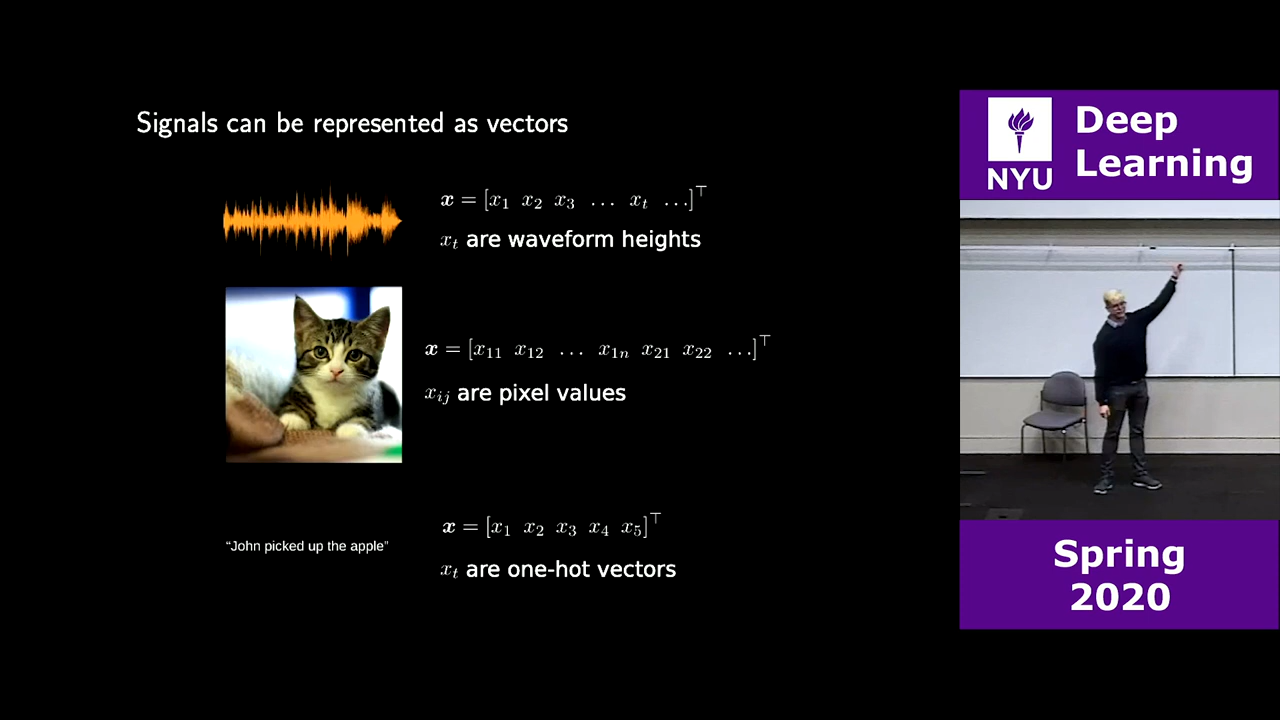 Signals can be represented as vectors
𝒙 = [x₁ x₂ x₃ … xₜ …]ᵀ
xₜ are waveform heights
𝒙 = [x₁₁ x₁₂ … x₁ₙ x₂₁ x₂₂ …]ᵀ
xᵢⱼ are pixel values
“John picked up the apple”
𝒙 = [x₁ x₂ x₃ x₄ x₅]ᵀ
xₜ are one-hot vectors
NYU
Deep
Learning
Spring
2020